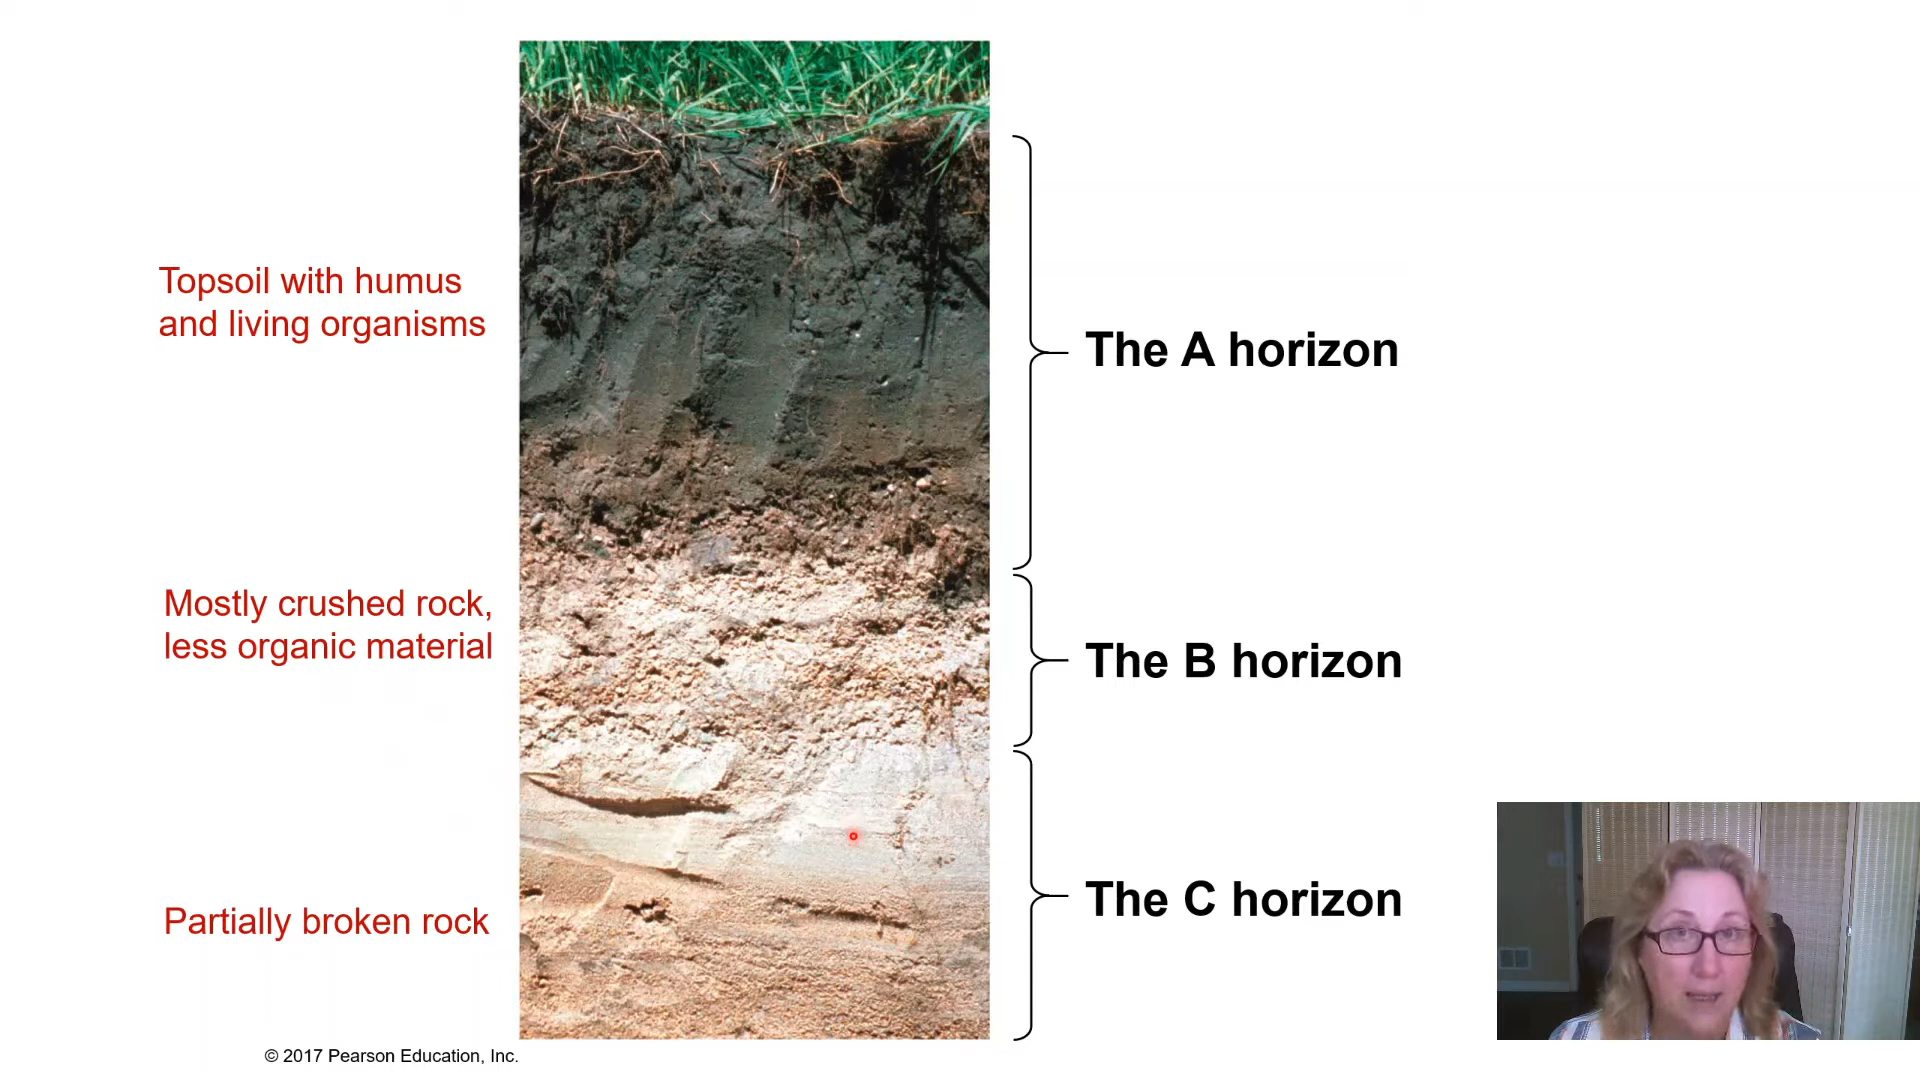 Topsoil with humus
and living organisms
The A horizon
Mostly crushed rock,
less organic material
The B horizon
Partially broken rock
The C horizon
© 2017 Pearson Education, Inc.